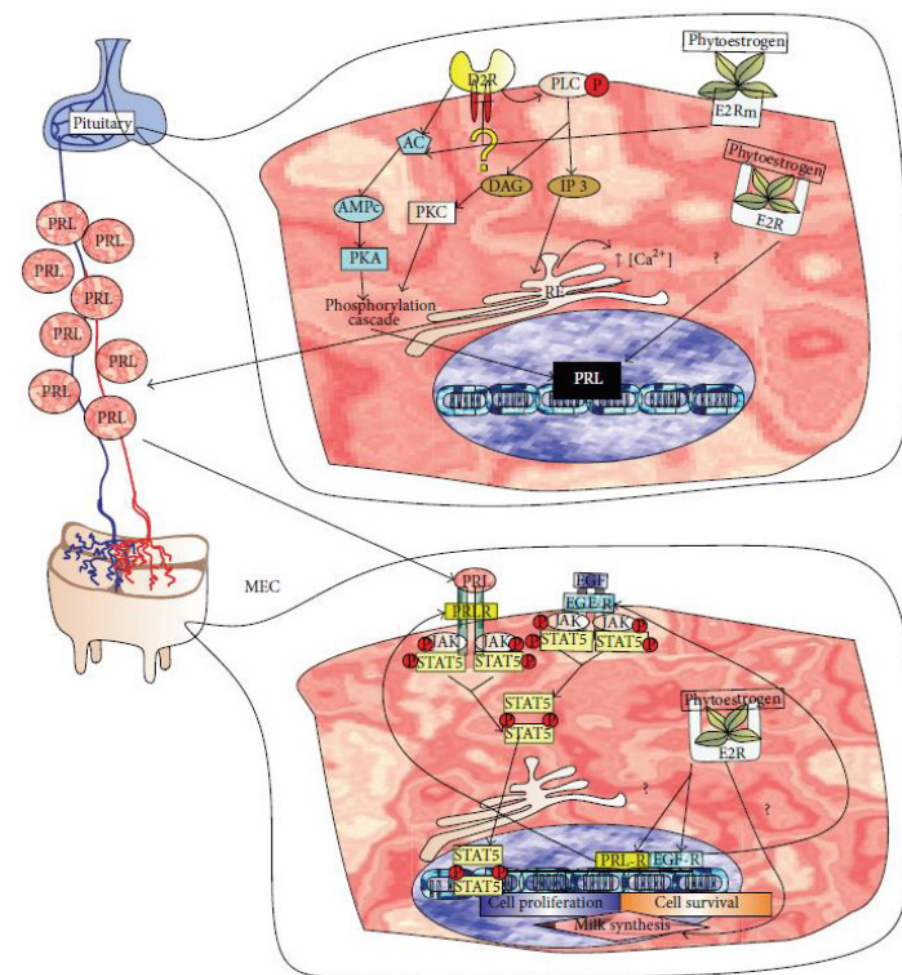 Phytoestrogen
D2R
PLC
P
Pituitary
E2Rm
AC
?
Phytoestrogen
DAG
IP 3
PRL
AMPc
PKC
E2R
PRL
PRL
PKA
↑ [Ca2+]
?
PRL
RE
Phosphorylation
cascade
PRL
PRL
PRL
PRL
PRL
MEC
PRL
EGF
PRLR
EGF-R
P
JAK
JAK
P
P
JAK
JAK
P
P
STAT5
STAT5
P
P
STAT5
STAT5
P
STAT5
P
P
STAT5
Phytoestrogen
E2R
?
?
STAT5
P
P
STAT5
PRL-R
EGF-R
Cell proliferation
Cell survival
Milk synthesis